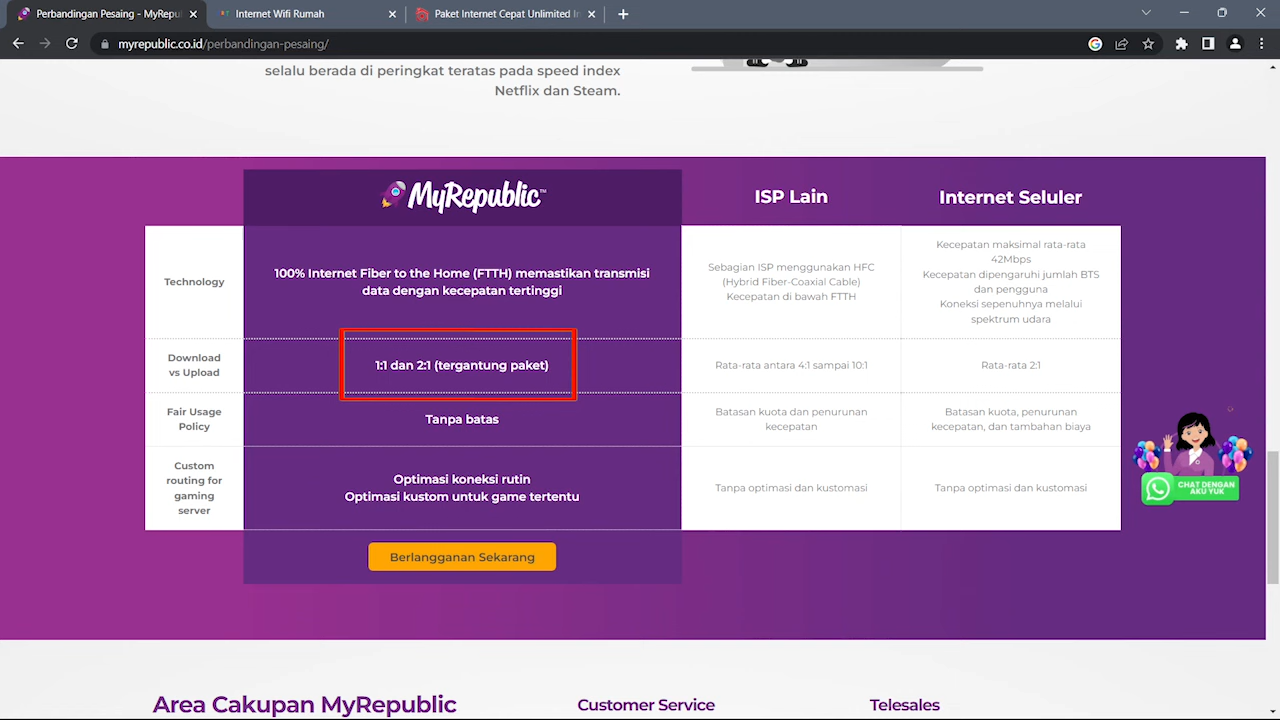 Perbandingan Pesaing - MyRepu
Internet Wifi Rumah
Paket Internet Cepat Unlimited In
myrepublic.co.id/perbandingan-pesaing/
selalu berada di peringkat teratas pada speed index
Netflix dan Steam.
MyRepublic™
ISP Lain
Internet Seluler
Technology
100% Internet Fiber to the Home (FTTH) memastikan transmisi
data dengan kecepatan tertinggi
Sebagian ISP menggunakan HFC
(Hybrid Fiber-Coaxial Cable)
Kecepatan di bawah FTTH
Kecepatan maksimal rata-rata
42Mbps
Kecepatan dipengaruhi jumlah BTS
dan pengguna
Koneksi sepenuhnya melalui
spektrum udara
Download
vs Upload
1:1 dan 2:1 (tergantung paket)
Rata-rata antara 4:1 sampai 10:1
Rata-rata 2:1
Fair Usage
Policy
Tanpa batas
Batasan kuota dan penurunan
kecepatan
Batasan kuota, penurunan
kecepatan, dan tambahan biaya
Custom
routing for
gaming
server
Optimasi koneksi rutin
Optimasi kustom untuk game tertentu
Tanpa optimasi dan kustomasi
Tanpa optimasi dan kustomasi
CHAT DENGAN
AKU YUK
Berlangganan Sekarang
Area Cakupan MyRepublic
Customer Service
Telesales